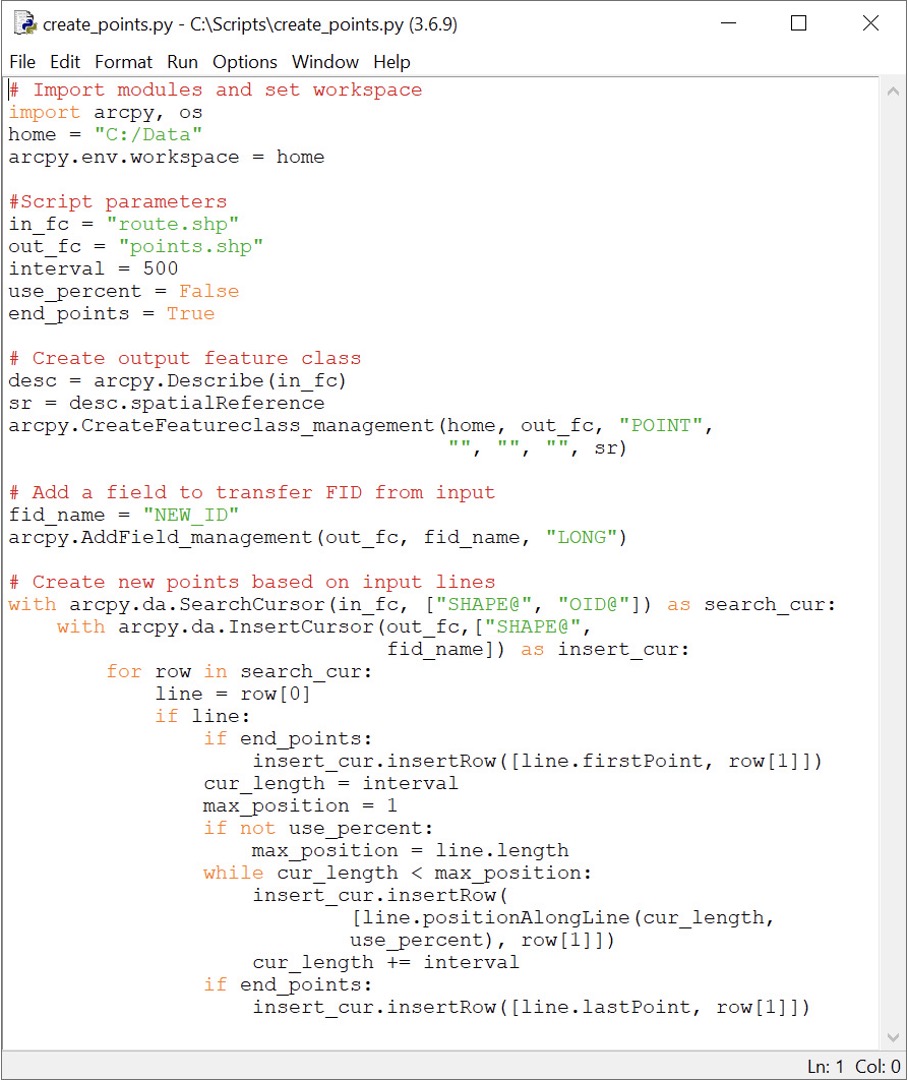 create_points.py - C:\Scripts\create_points.py (3.6.9)
File Edit Format Run Options Window Help
# Import modules and set workspace
import arcpy, os
home = "C:/Data"
arcpy.env.workspace = home

#Script parameters
in_fc = "route.shp"
out_fc = "points.shp"
interval = 500
use_percent = False
end_points = True

# Create output feature class
desc = arcpy.Describe(in_fc)
sr = desc.spatialReference
arcpy.CreateFeatureclass_management(home, out_fc, "POINT",
                                    "", "", "", sr)

# Add a field to transfer FID from input
fid_name = "NEW_ID"
arcpy.AddField_management(out_fc, fid_name, "LONG")

# Create new points based on input lines
with arcpy.da.SearchCursor(in_fc, ["SHAPE@", "OID@"]) as search_cur:
    with arcpy.da.InsertCursor(out_fc,["SHAPE@",
                               fid_name]) as insert_cur:
        for row in search_cur:
            line = row[0]
            if line:
                if end_points:
                    insert_cur.insertRow([line.firstPoint, row[1]])
                cur_length = interval
                max_position = 1
                if not use_percent:
                    max_position = line.length
                while cur_length < max_position:
                    insert_cur.insertRow(
                            [line.positionAlongLine(cur_length,
                            use_percent), row[1]])
                    cur_length += interval
                if end_points:
                    insert_cur.insertRow([line.lastPoint, row[1]])
Ln: 1 Col: 0